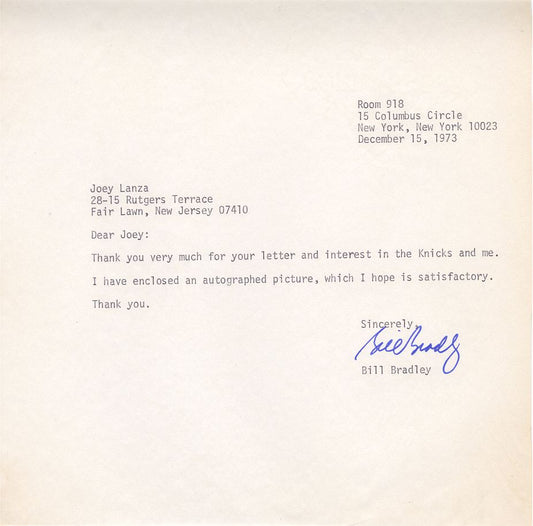 Room 918
15 Columbus Circle
New York, New York 10023
December 15, 1973
Joey Lanza
28-15 Rutgers Terrace
Fair Lawn, New Jersey 07410
Dear Joey:
Thank you very much for your letter and interest in the Knicks and me.
I have enclosed an autographed picture, which I hope is satisfactory.
Thank you.
Sincerely,
Bill Bradley
Bill Bradley